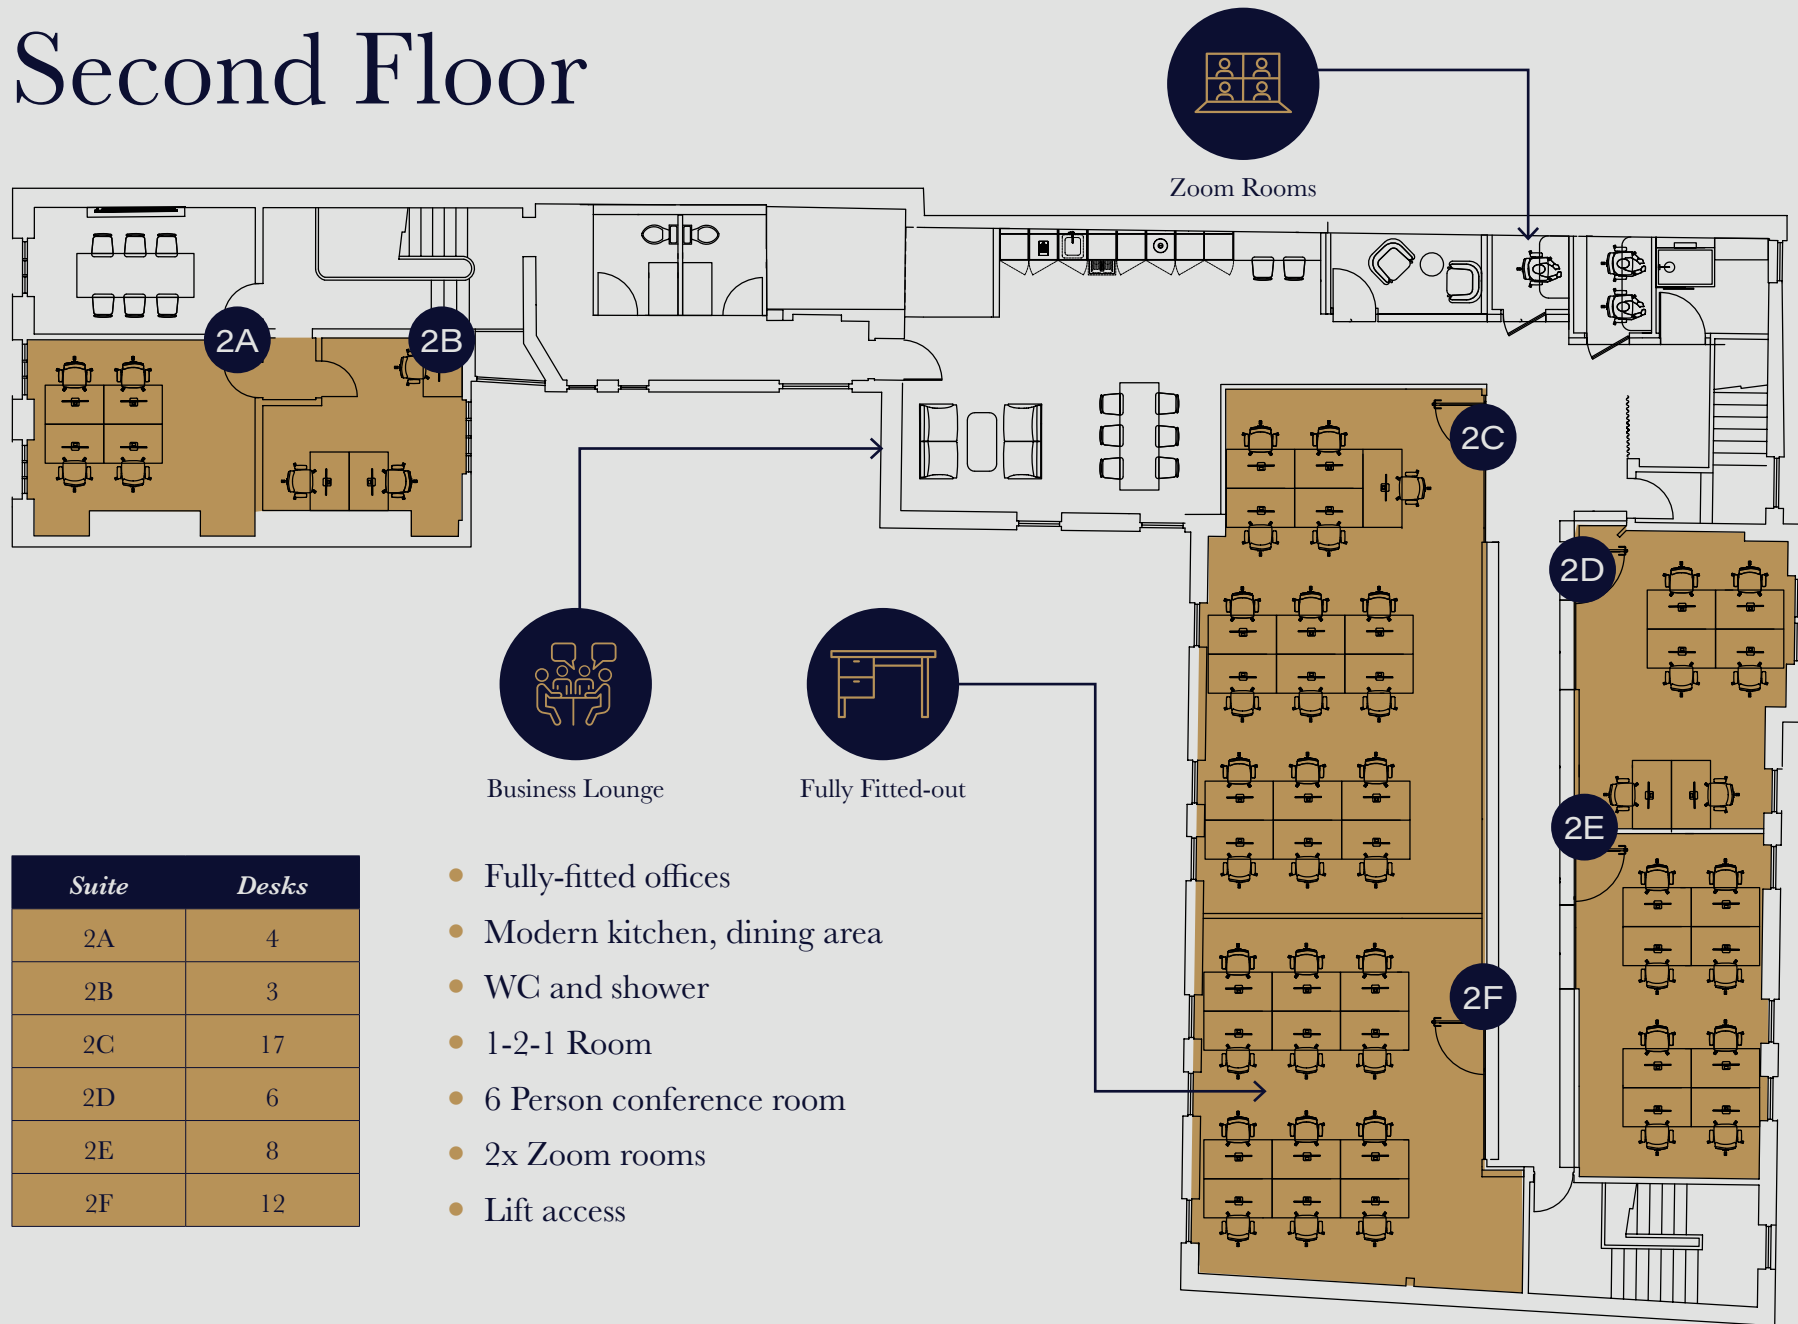 Second Floor
Zoom Rooms
2A
2B
2C
2D
2E
2F
Business Lounge
Fully Fitted-out
Suite Desks
2A 4
2B 3
2C 17
2D 6
2E 8
2F 12
Fully-fitted offices
Modern kitchen, dining area
WC and shower
1-2-1 Room
6 Person conference room
2x Zoom rooms
Lift access